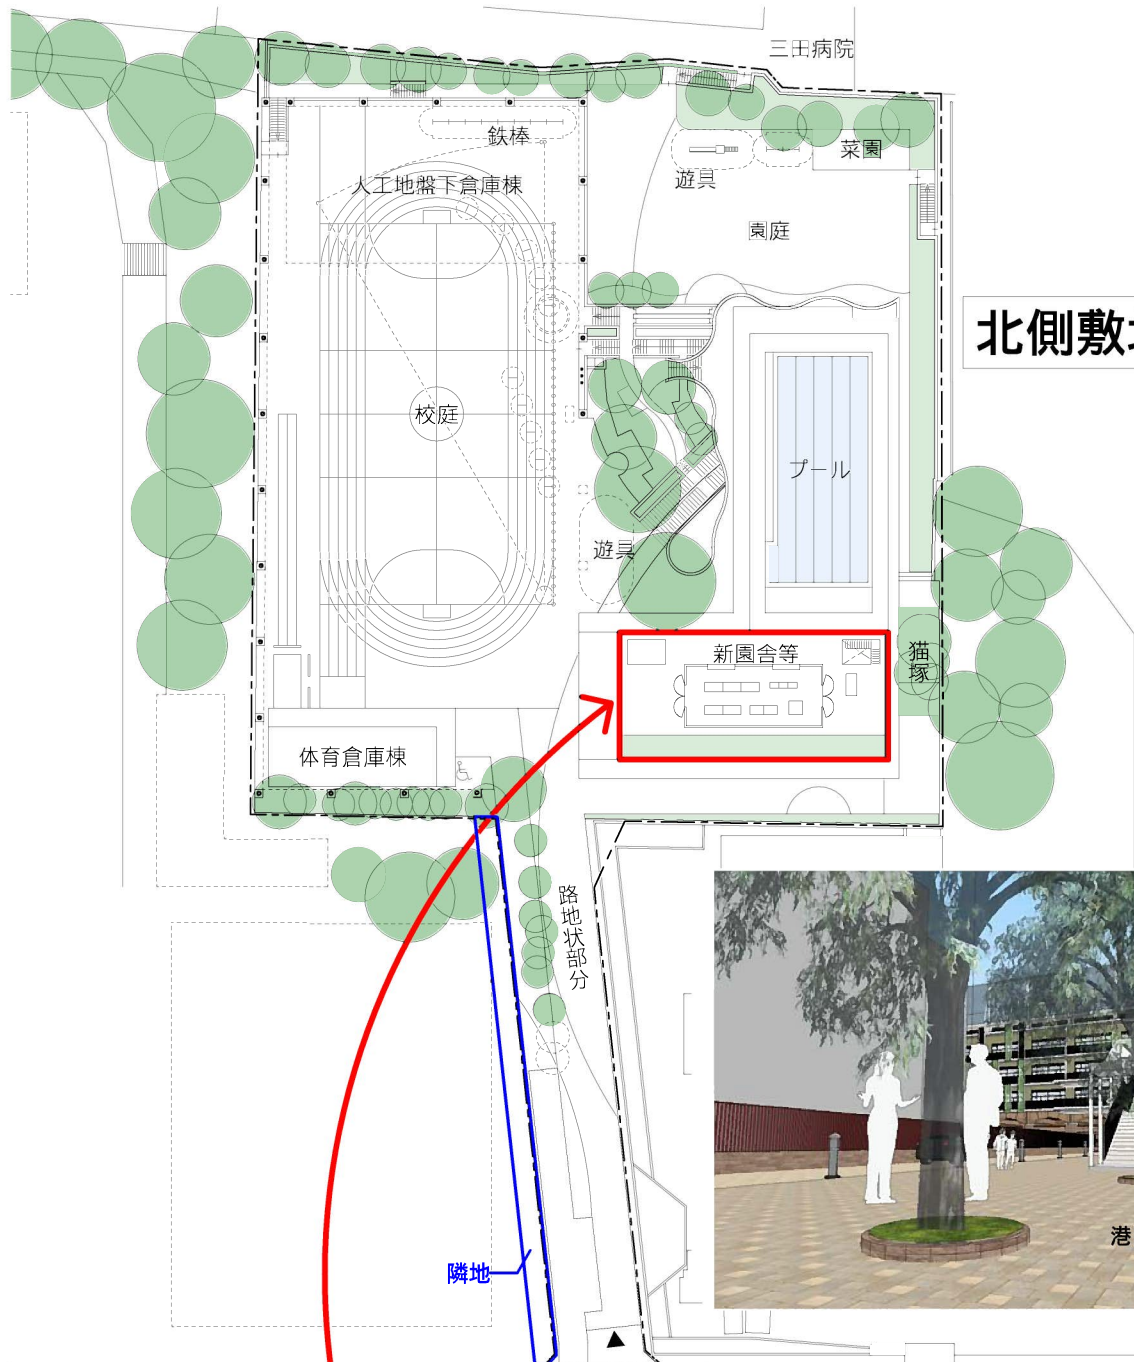 三田病院
鉄棒
菜園
遊具
人工地盤下倉庫棟
園庭
北側敷
校庭
プール
遊具
新園舎等
猫塚
体育倉庫棟
路地状部分
港
隣地